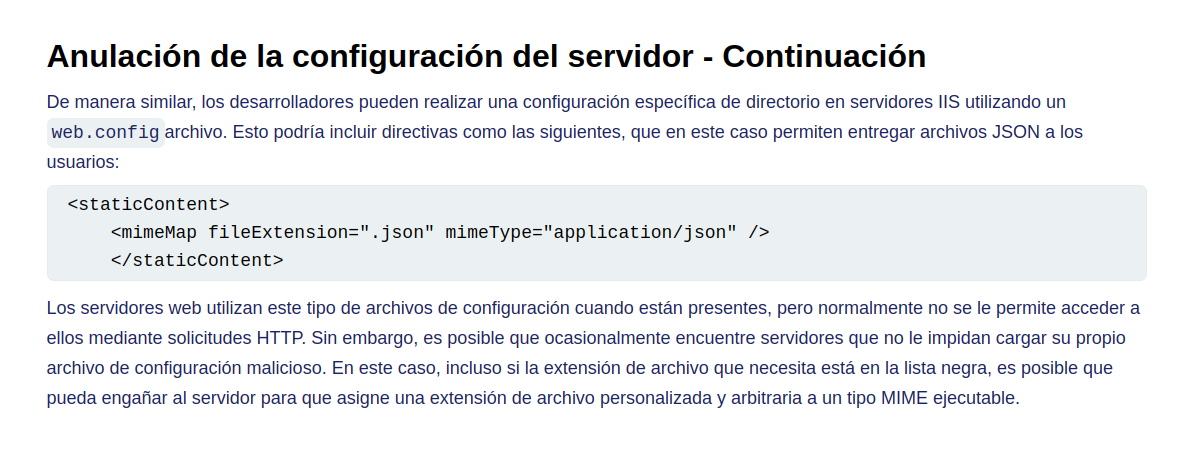 Anulación de la configuración del servidor - Continuación
De manera similar, los desarrolladores pueden realizar una configuración específica de directorio en servidores IIS utilizando un
web.config archivo. Esto podría incluir directivas como las siguientes, que en este caso permiten entregar archivos JSON a los
usuarios:
<staticContent>
    <mimeMap fileExtension=".json" mimeType="application/json" />
    </staticContent>
Los servidores web utilizan este tipo de archivos de configuración cuando están presentes, pero normalmente no se le permite acceder a
ellos mediante solicitudes HTTP. Sin embargo, es posible que ocasionalmente encuentre servidores que no le impidan cargar su propio
archivo de configuración malicioso. En este caso, incluso si la extensión de archivo que necesita está en la lista negra, es posible que
pueda engañar al servidor para que asigne una extensión de archivo personalizada y arbitraria a un tipo MIME ejecutable.